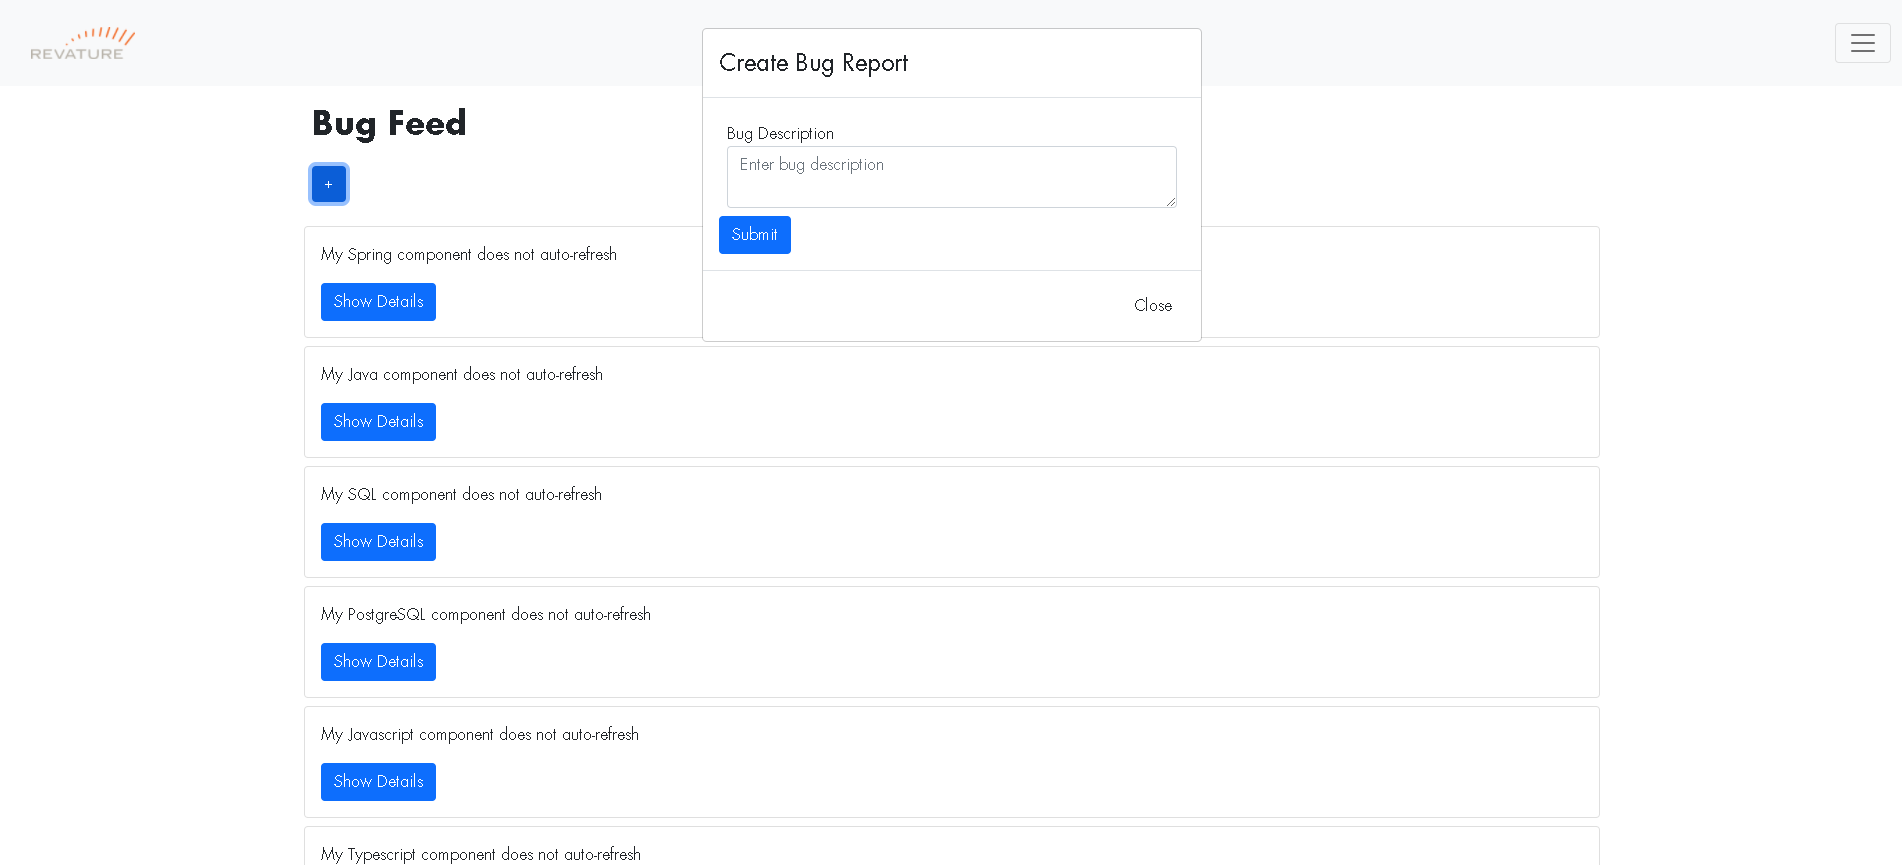 REVATURE
Create Bug Report
Bug Feed
Bug Description
Enter bug description
+
Submit
My Spring component does not auto-refresh
Show Details
Close
My Java component does not auto-refresh
Show Details
My SQL component does not auto-refresh
Show Details
My PostgreSQL component does not auto-refresh
Show Details
My Javascript component does not auto-refresh
Show Details
My Typescript component does not auto-refresh